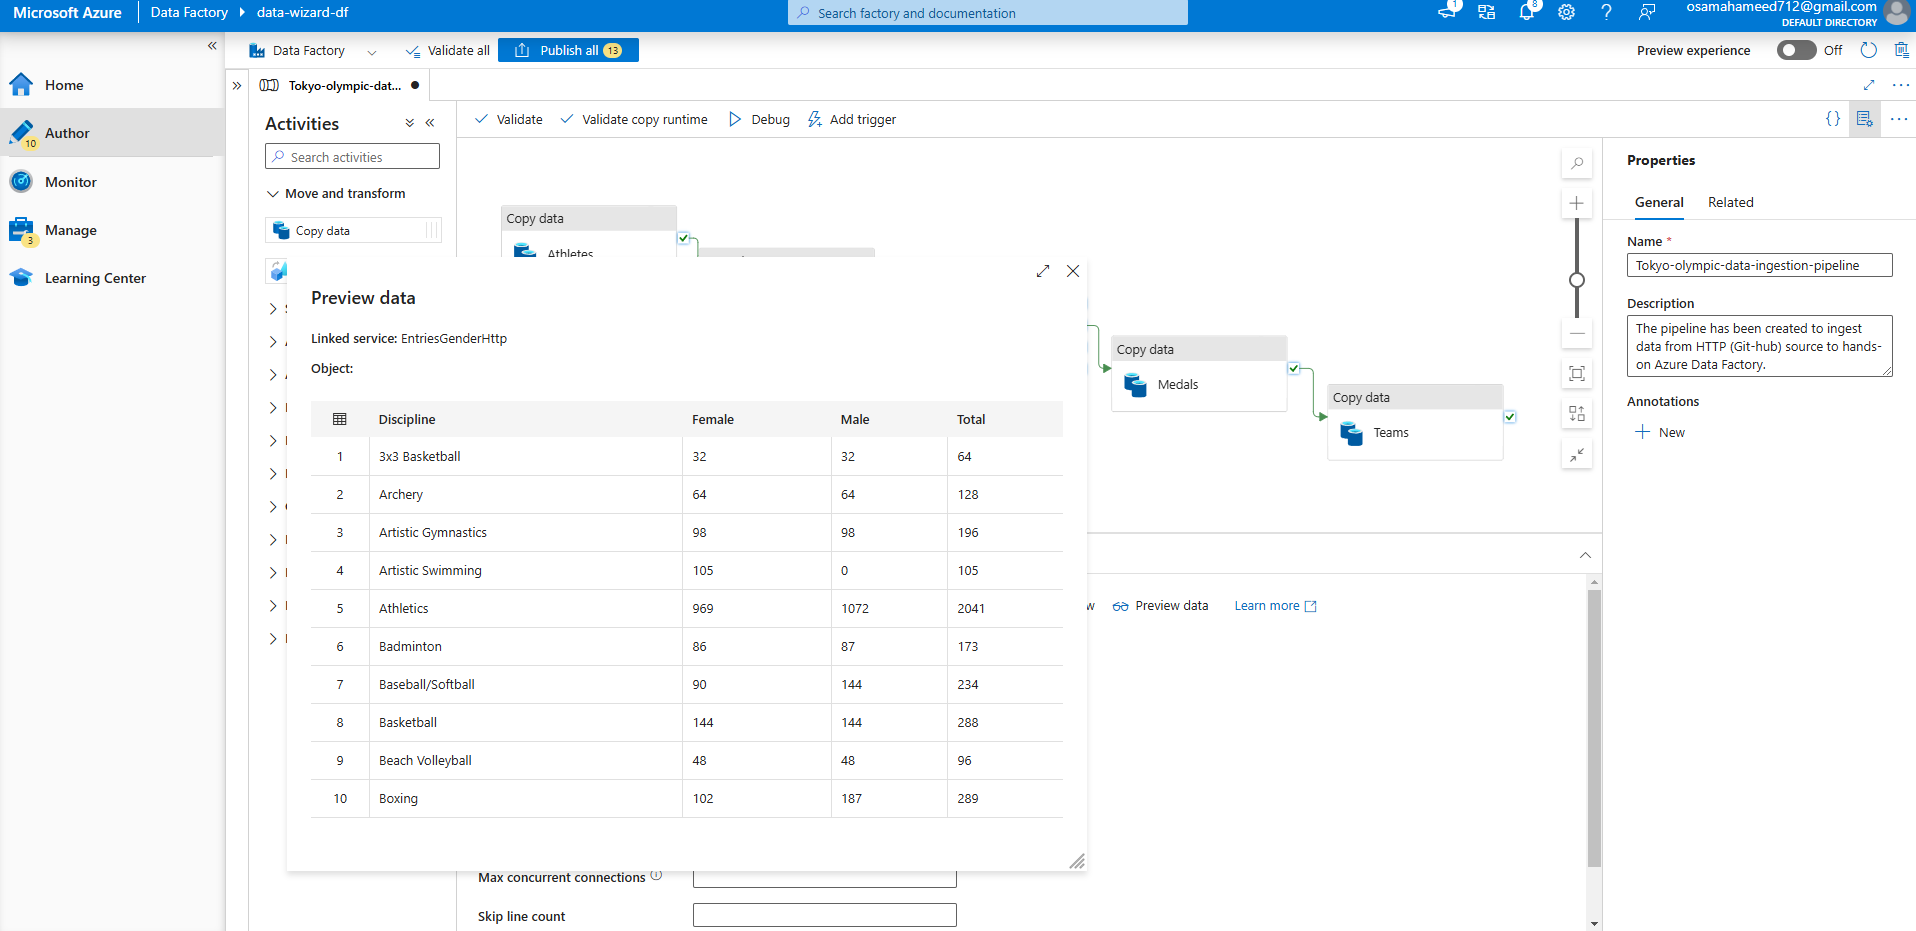 Microsoft Azure
Data Factory
data-wizard-df
Search factory and documentation
1
8
osamahameed712@gmail.com
DEFAULT DIRECTORY
Home
Author
10
Monitor
Manage
3
Learning Center
Data Factory
Validate all
Publish all
13
Preview experience
Off
Tokyo-olympic-dat...
Activities
Search activities
Move and transform
Copy data
Validate
Validate copy runtime
Debug
Add trigger
Copy data
Athletes
Copy data
Medals
Copy data
Teams
Preview data
Linked service: EntriesGenderHttp
Object:
Discipline Female Male Total
1 3x3 Basketball 32 32 64
2 Archery 64 64 128
3 Artistic Gymnastics 98 98 196
4 Artistic Swimming 105 0 105
5 Athletics 969 1072 2041
6 Badminton 86 87 173
7 Baseball/Softball 90 144 234
8 Basketball 144 144 288
9 Beach Volleyball 48 48 96
10 Boxing 102 187 289
w
Preview data
Learn more
Max concurrent connections
Skip line count
Properties
General
Related
Name *
Tokyo-olympic-data-ingestion-pipeline
Description
The pipeline has been created to ingest
data from HTTP (Git-hub) source to hands-
on Azure Data Factory.
Annotations
New